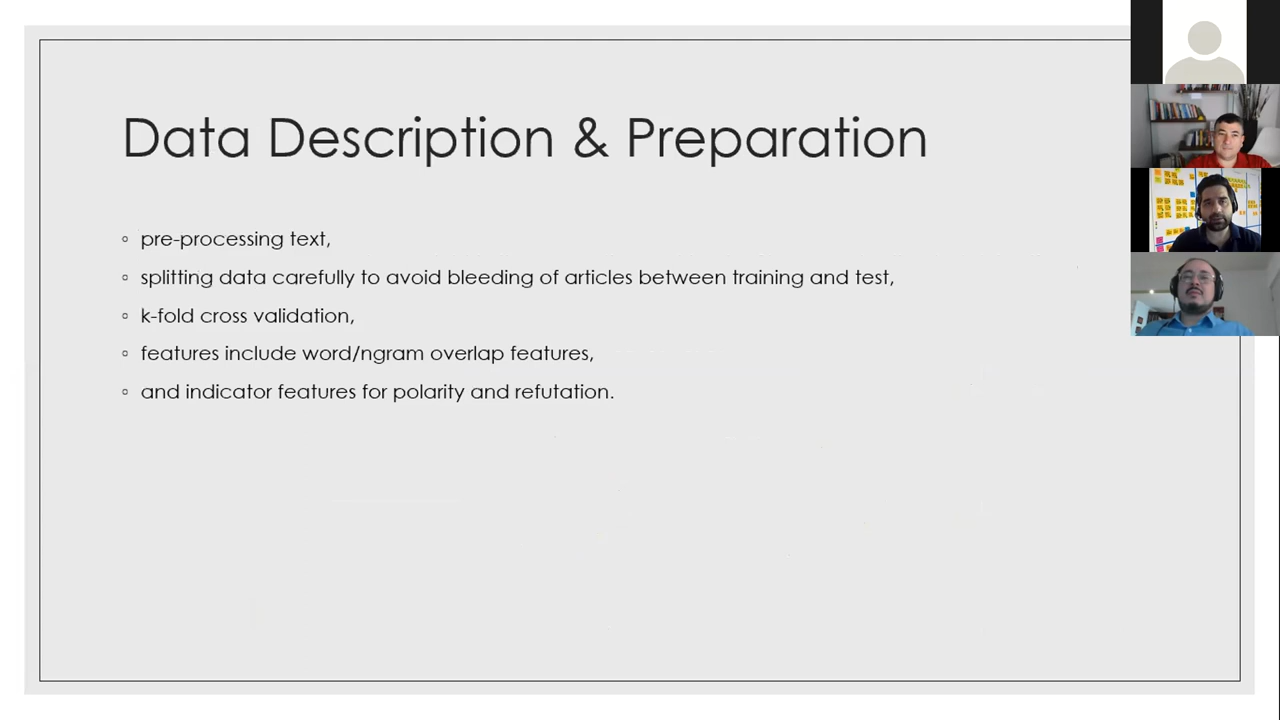 Data Description & Preparation
pre-processing text,
splitting data carefully to avoid bleeding of articles between training and test,
k-fold cross validation,
features include word/ngram overlap features,
and indicator features for polarity and refutation.